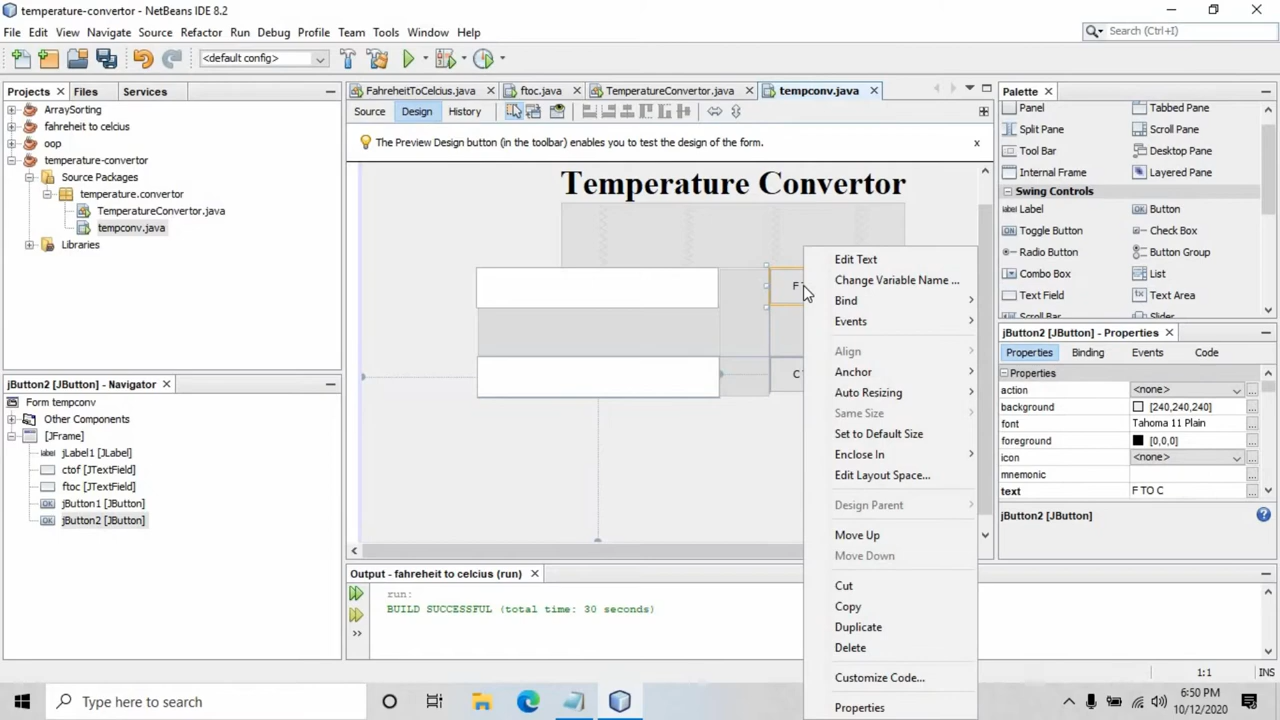 temperature-convertor - NetBeans IDE 8.2
File Edit View Navigate Source Refactor Run Debug Profile Team Tools Window Help
Search (Ctrl+I)
<default config>
Projects Files Services
FahreheitToCelcius.java ftoc.java TemperatureConvertor.java tempconv.java
Palette
Source Design History
The Preview Design button (in the toolbar) enables you to test the design of the form.
x
ArraySorting
fahreheit to celcius
oop
temperature-convertor
Source Packages
temperature.convertor
TemperatureConvertor.java
tempconv.java
Libraries
Temperature Convertor
F
C
Edit Text
Change Variable Name ...
Bind
Events
Align
Anchor
Auto Resizing
Same Size
Set to Default Size
Enclose In
Edit Layout Space...
Design Parent
Move Up
Move Down
Cut
Copy
Duplicate
Delete
Customize Code...
Properties
Panel Tabbed Pane
Split Pane Scroll Pane
Tool Bar Desktop Pane
Internal Frame Layered Pane
Swing Controls
Label Button
Toggle Button Check Box
Radio Button Button Group
Combo Box List
Text Field Text Area
Scroll Bar Slider
jButton2 [JButton] - Properties
Properties Binding Events Code
Properties
action <none>
background [240,240,240]
font Tahoma 11 Plain
foreground [0,0,0]
icon <none>
mnemonic
text F TO C
jButton2 [JButton]
jButton2 [JButton] - Navigator
Form tempconv
Other Components
[JFrame]
jLabel1 [JLabel]
ctof [JTextField]
ftoc [JTextField]
jButton1 [JButton]
jButton2 [JButton]
Output - fahreheit to celcius (run)
run:
BUILD SUCCESSFUL (total time: 30 seconds)
1:1 INS
Type here to search
6:50 PM
10/12/2020